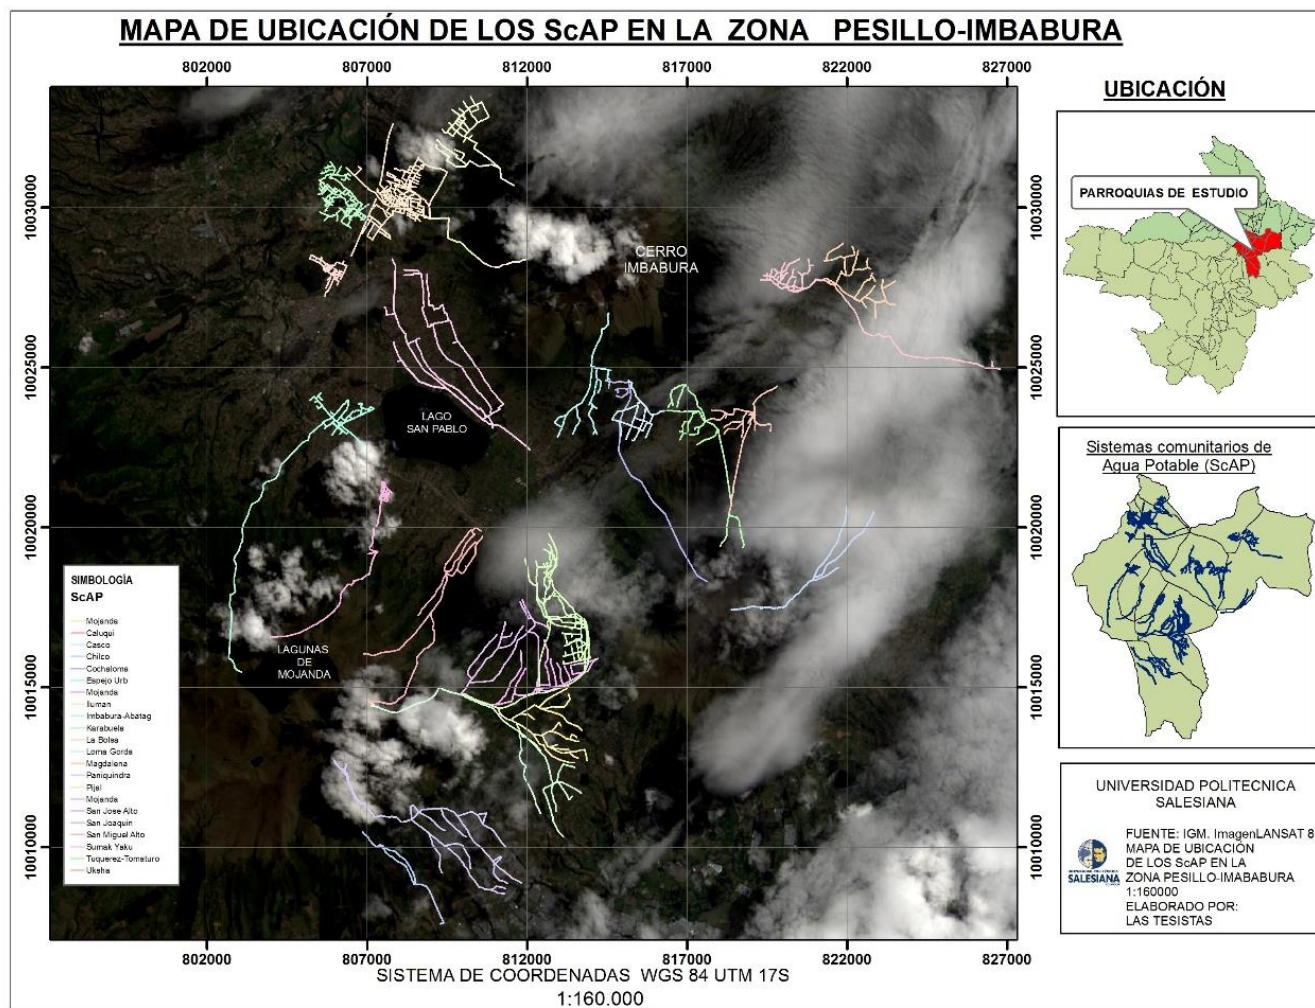 MAPA DE UBICACIÓN DE LOS ScAP EN LA ZONA PESILLO-IMBABURA
802000 807000 812000 817000 822000 827000
10030000
10025000
10020000
10015000
10010000
CERRO
IMBABURA
LAGO
SAN PABLO
LAGUNAS
DE
MOJANDA
SIMBOLOGÍA
ScAP
Mojanda
Caluqui
Casco
Chilco
Cocholoma
Espejo Urb
Mojanda
Iluman
Imbabura-Abatag
Karabuela
La Bolsa
Loma Gorda
Magdalena
Paniquindra
Pijal
Mojanda
San Jose Alto
San Joaquin
San Miguel Alto
Sumak Yaku
Tuquerez-Tomaturo
Uksha
10030000
10025000
10020000
10015000
10010000
802000 807000 812000 817000 822000 827000
SISTEMA DE COORDENADAS WGS 84 UTM 17S
1:160.000
UBICACIÓN
PARROQUIAS DE ESTUDIO
Sistemas comunitarios de
Agua Potable (ScAP)
UNIVERSIDAD POLITECNICA
SALESIANA
SALESIANA
FUENTE: IGM. ImagenLANSAT 8
MAPA DE UBICACIÓN
DE LOS ScAP EN LA
ZONA PESILLO-IMABABURA
1:160000
ELABORADO POR:
LAS TESISTAS